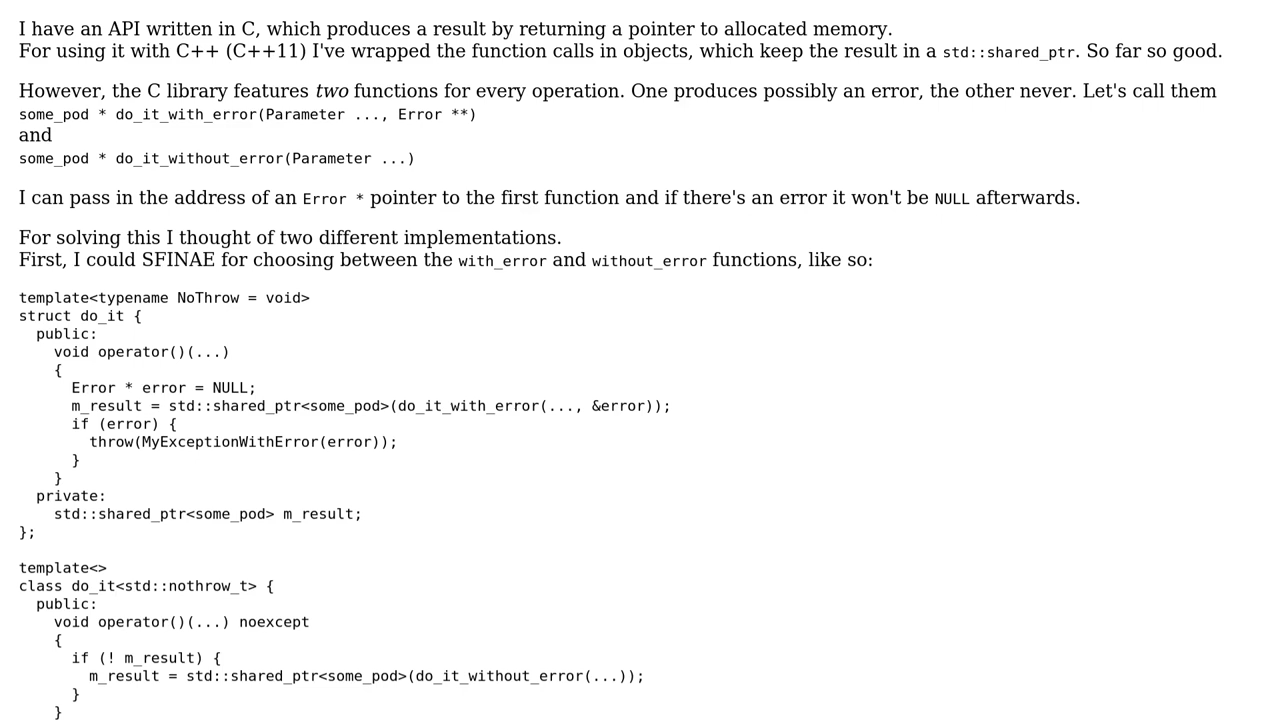 I have an API written in C, which produces a result by returning a pointer to allocated memory.
For using it with C++ (C++11) I've wrapped the function calls in objects, which keep the result in a std::shared_ptr. So far so good.
However, the C library features two functions for every operation. One produces possibly an error, the other never. Let's call them
some_pod * do_it_with_error(Parameter ..., Error **)
and
some_pod * do_it_without_error(Parameter ...)
I can pass in the address of an Error * pointer to the first function and if there's an error it won't be NULL afterwards.
For solving this I thought of two different implementations.
First, I could SFINAE for choosing between the with_error and without_error functions, like so:
template<typename NoThrow = void>
struct do_it {
  public:
    void operator()(...)
    {
      Error * error = NULL;
      m_result = std::shared_ptr<some_pod>(do_it_with_error(..., &error));
      if (error) {
        throw(MyExceptionWithError(error));
      }
    }
  private:
    std::shared_ptr<some_pod> m_result;
};
template<>
class do_it<std::nothrow_t> {
  public:
    void operator()(...) noexcept
    {
      if (! m_result) {
        m_result = std::shared_ptr<some_pod>(do_it_without_error(...));
      }
    }